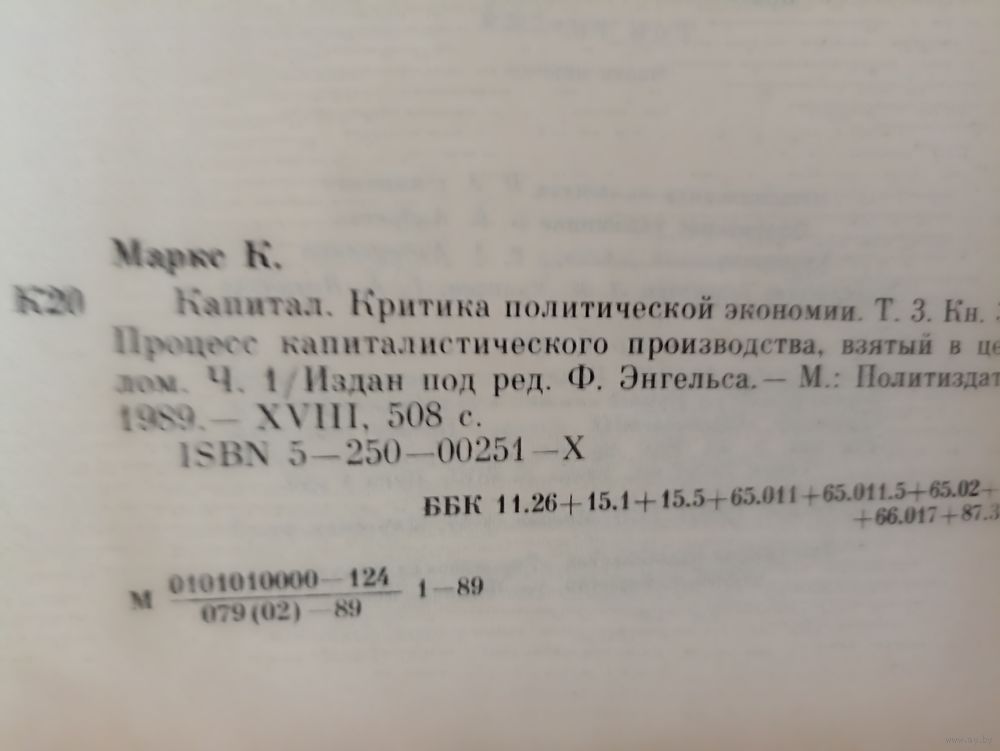 Маркс К.
К20
Капитал. Критика политической экономии. Т. 3. Кн.
Процесс капиталистического производства, взятый в це
лом. Ч. 1/Издан под ред. Ф. Энгельса.— М.: Политиздат
1989.— XVIII, 508 с.
ISBN 5—250—00251—X
ББК 11.26+15.1+15.5+65.011+65.011.5+65.02+
+66.017+87.3
М 0101010000—124 1—89
079(02)—89